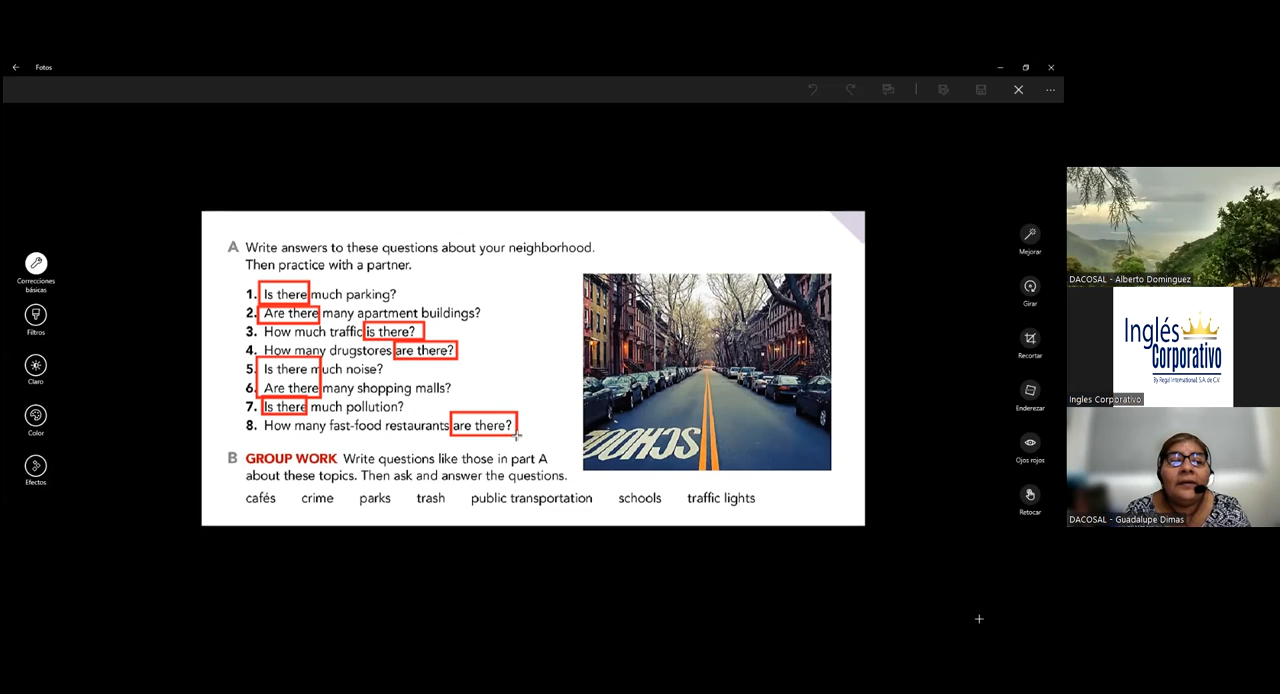 Fotos
A Write answers to these questions about your neighborhood.
Then practice with a partner.
1. Is there much parking?
2. Are there many apartment buildings?
3. How much traffic is there?
4. How many drugstores are there?
5. Is there much noise?
6. Are there many shopping malls?
7. Is there much pollution?
8. How many fast-food restaurants are there?
SCHOOL
B GROUP WORK Write questions like those in part A
about these topics. Then ask and answer the questions.
cafés crime parks trash public transportation schools traffic lights
Correcciones
básicas
Filtros
Claro
Color
Efectos
Mejorar
Girar
Recortar
Enderezar
Ojos rojos
Retocar
DACOSAL - Alberto Dominguez
Inglés
Corporativo
By Regal International, S.A. de C.V.
Ingles Corporativo
DACOSAL - Guadalupe Dimas